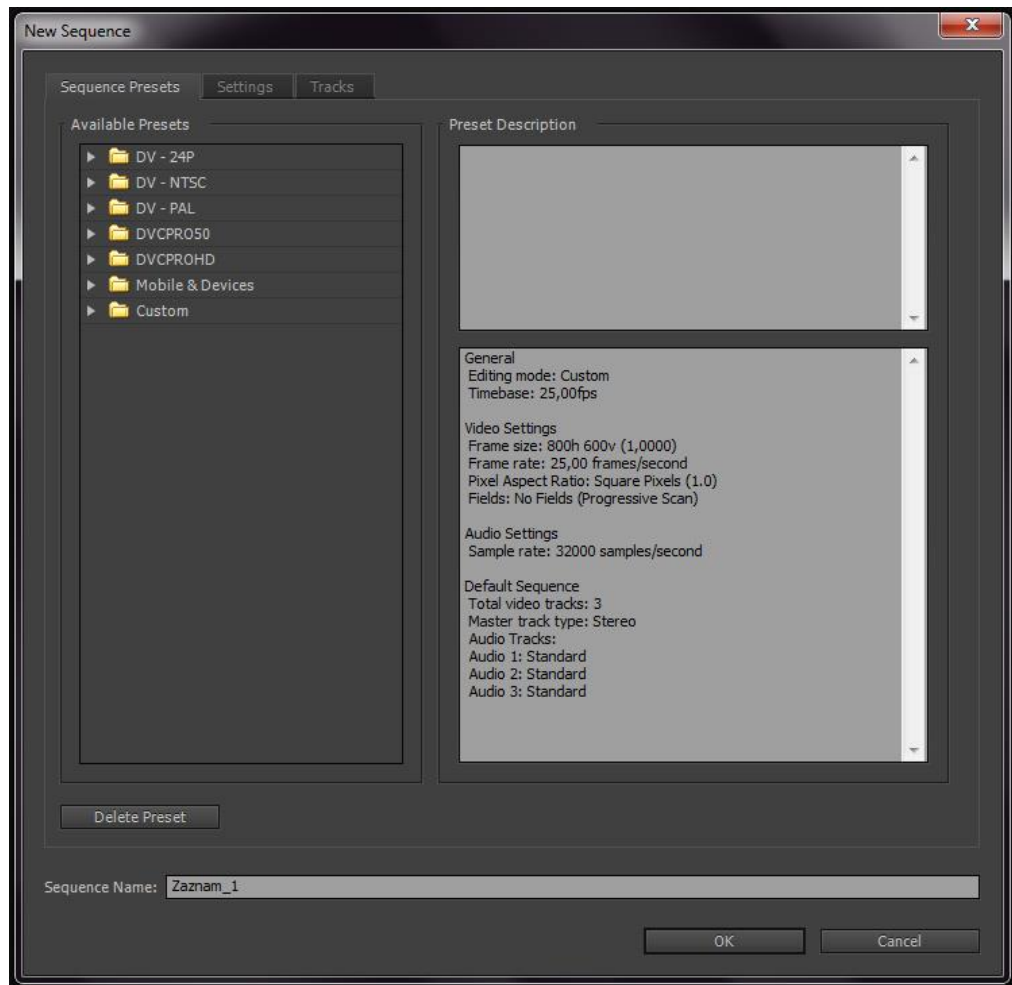 New Sequence
Sequence Presets Settings Tracks
Available Presets
DV - 24P
DV - NTSC
DV - PAL
DVCPRO50
DVCPROHD
Mobile & Devices
Custom
Preset Description
General
Editing mode: Custom
Timebase: 25,00fps
Video Settings
Frame size: 800h 600v (1,0000)
Frame rate: 25,00 frames/second
Pixel Aspect Ratio: Square Pixels (1.0)
Fields: No Fields (Progressive Scan)
Audio Settings
Sample rate: 32000 samples/second
Default Sequence
Total video tracks: 3
Master track type: Stereo
Audio Tracks:
Audio 1: Standard
Audio 2: Standard
Audio 3: Standard
Delete Preset
Sequence Name: Zaznam_1
OK Cancel